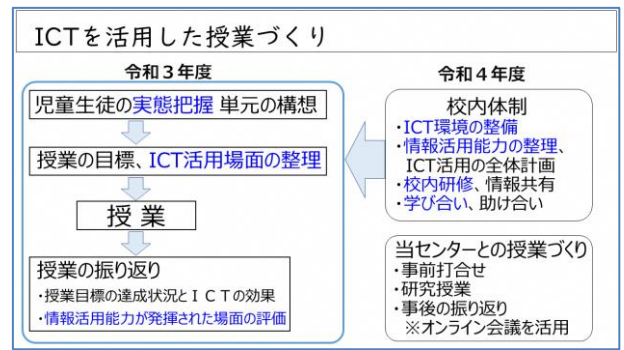 ICTを活用した授業づくり
令和３年度
児童生徒の実態把握 単元の構想
授業の目標、ICT活用場面の整理
授 業
授業の振り返り
・授業目標の達成状況とＩＣＴの効果
・情報活用能力が発揮された場面の評価
令和４年度
校内体制
・ICT環境の整備
・情報活用能力の整理、
ICT活用の全体計画
・校内研修、情報共有
・学び合い、助け合い
当センターとの授業づくり
・事前打合せ
・研究授業
・事後の振り返り
※オンライン会議を活用